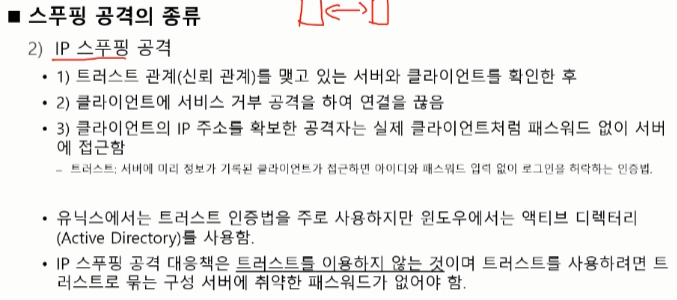 ■ 스푸핑 공격의 종류
2) IP 스푸핑 공격
• 1) 트러스트 관계(신뢰 관계)를 맺고 있는 서버와 클라이언트를 확인한 후
• 2) 클라이언트에 서비스 거부 공격을 하여 연결을 끊음
• 3) 클라이언트의 IP 주소를 확보한 공격자는 실제 클라이언트처럼 패스워드 없이 서버
에 접근함
– 트러스트: 서버에 미리 정보가 기록된 클라이언트가 접근하면 아이디와 패스워드 입력 없이 로그인을 허락하는 인증법.
• 유닉스에서는 트러스트 인증법을 주로 사용하지만 윈도우에서는 액티브 디렉터리
(Active Directory)를 사용함.
• IP 스푸핑 공격 대응책은 트러스트를 이용하지 않는 것이며 트러스트를 사용하려면 트
러스트로 묶는 구성 서버에 취약한 패스워드가 없어야 함.